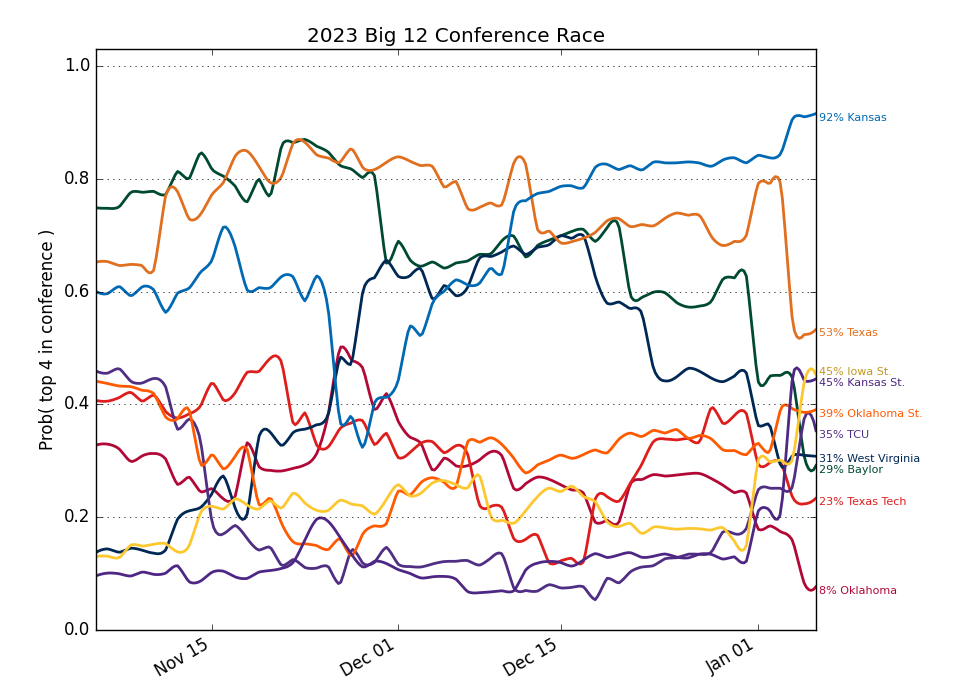 2023 Big 12 Conference Race
Prob( top 4 in conference )
1.0
0.8
0.6
0.4
0.2
0.0
Nov 15
Dec 01
Dec 15
Jan 01
92% Kansas
53% Texas
45% Iowa St.
45% Kansas St.
39% Oklahoma St.
35% TCU
31% West Virginia
29% Baylor
23% Texas Tech
8% Oklahoma